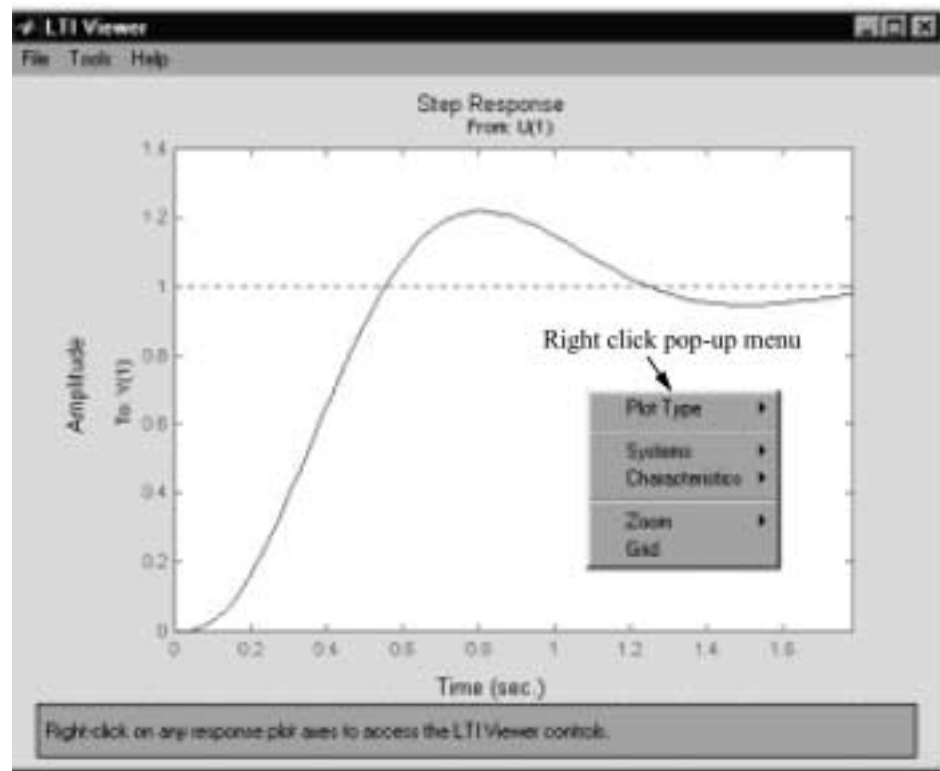 LTI Viewer
File Tools Help
Step Response
From: U(1)
1.4
1.2
1
0.8
0.6
0.4
0.2
0
Amplitude
To: Y(1)
Right click pop-up menu
Plot Type
Systems
Characteristics
Zoom
Grid
0 0.2 0.4 0.6 0.8 1 1.2 1.4 1.6
Time (sec.)
Right-click on any response plot axes to access the LTI Viewer controls.